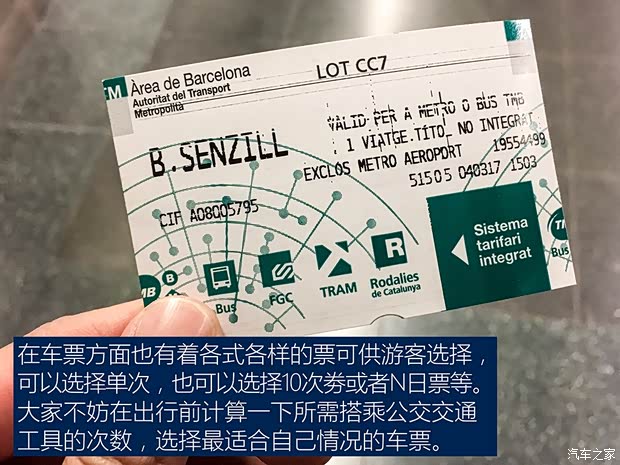 Àrea de Barcelona
Autoritat del Transport
Metropolità
LOT CC7
B.SENZILL
VÀLID PER A METRO O BUS TMB
1 VIATGE.TÍTO. NO INTEGRAT
EXCLÒS METRO AEROPORT 19554499
51505 040317 1503
CIF A08005795
Sistema
tarifari
integrat
Bus
FGC
TRAM
Rodalies
de Catalunya
Bus
在车票方面也有着各式各样的票可供游客选择，
可以选择单次，也可以选择10次劵或者N日票等。
大家不妨在出行前计算一下所需搭乘公交交通
工具的次数，选择最适合自己情况的车票。
汽车之家